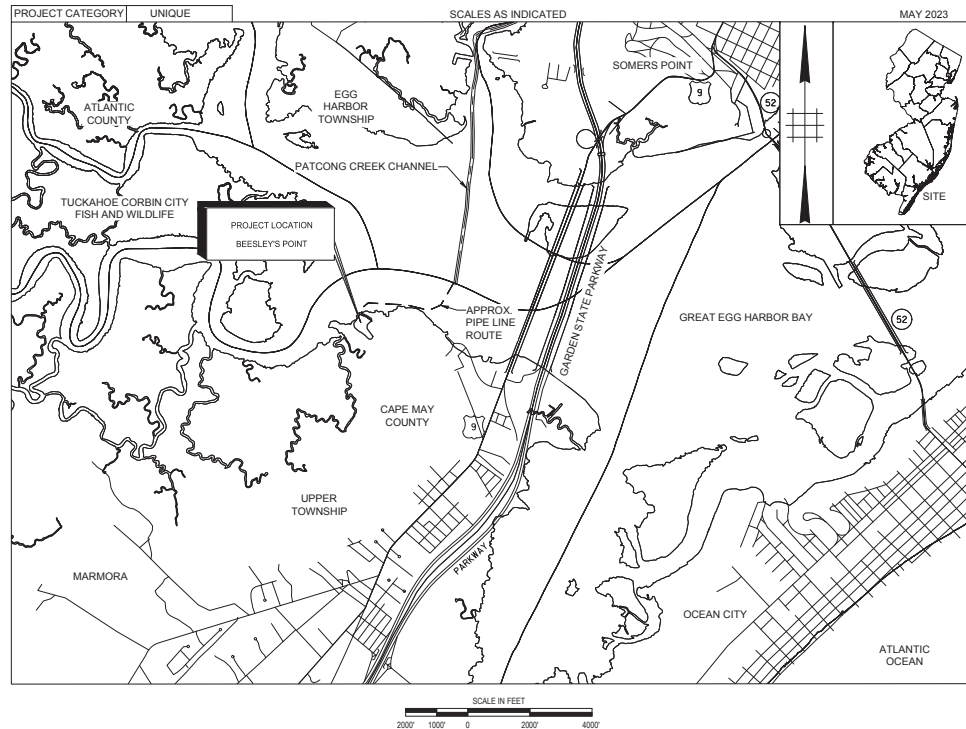 PROJECT CATEGORY UNIQUE
SCALES AS INDICATED
MAY 2023
SOMERS POINT
9
52
ATLANTIC
COUNTY
EGG
HARBOR
TOWNSHIP
PATCONG CREEK CHANNEL
SITE
TUCKAHOE CORBIN CITY
FISH AND WILDLIFE
PROJECT LOCATION
BEESLEY'S POINT
APPROX.
PIPE LINE
ROUTE
GARDEN STATE PARKWAY
GREAT EGG HARBOR BAY
52
CAPE MAY
COUNTY
9
UPPER
TOWNSHIP
PARKWAY
MARMORA
OCEAN CITY
ATLANTIC
OCEAN
SCALE IN FEET
2000' 1000' 0 2000' 4000'